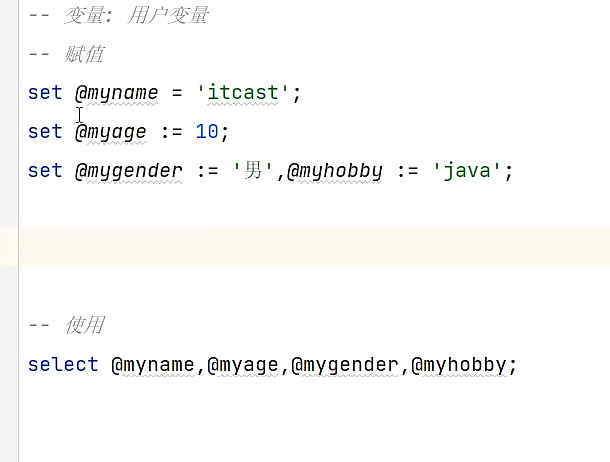 -- 变量: 用户变量
-- 赋值
set @myname = 'itcast';
set @myage := 10;
set @mygender := '男',@myhobby := 'java';
-- 使用
select @myname,@myage,@mygender,@myhobby;